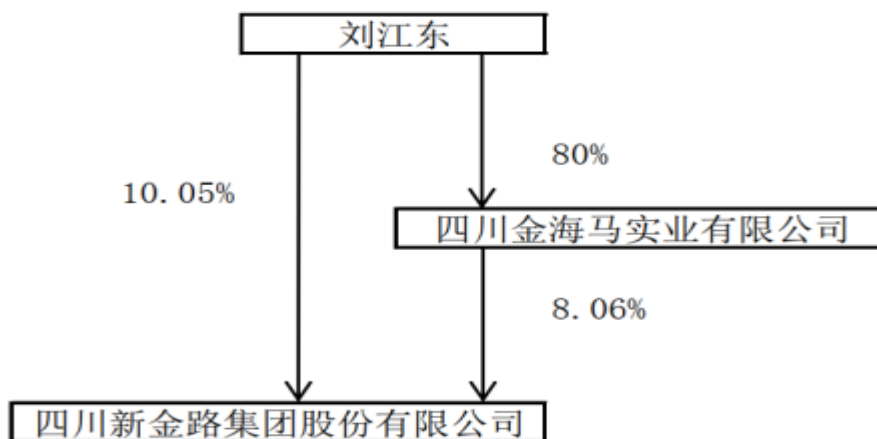 刘江东
80%
10.05%
四川金海马实业有限公司
8.06%
四川新金路集团股份有限公司